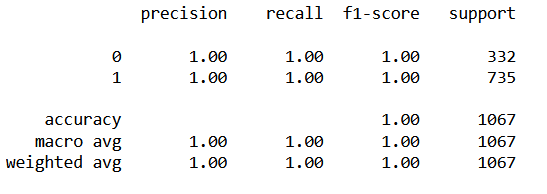 precision recall f1-score support
0 1.00 1.00 1.00 332
1 1.00 1.00 1.00 735
accuracy 1.00 1067
macro avg 1.00 1.00 1.00 1067
weighted avg 1.00 1.00 1.00 1067